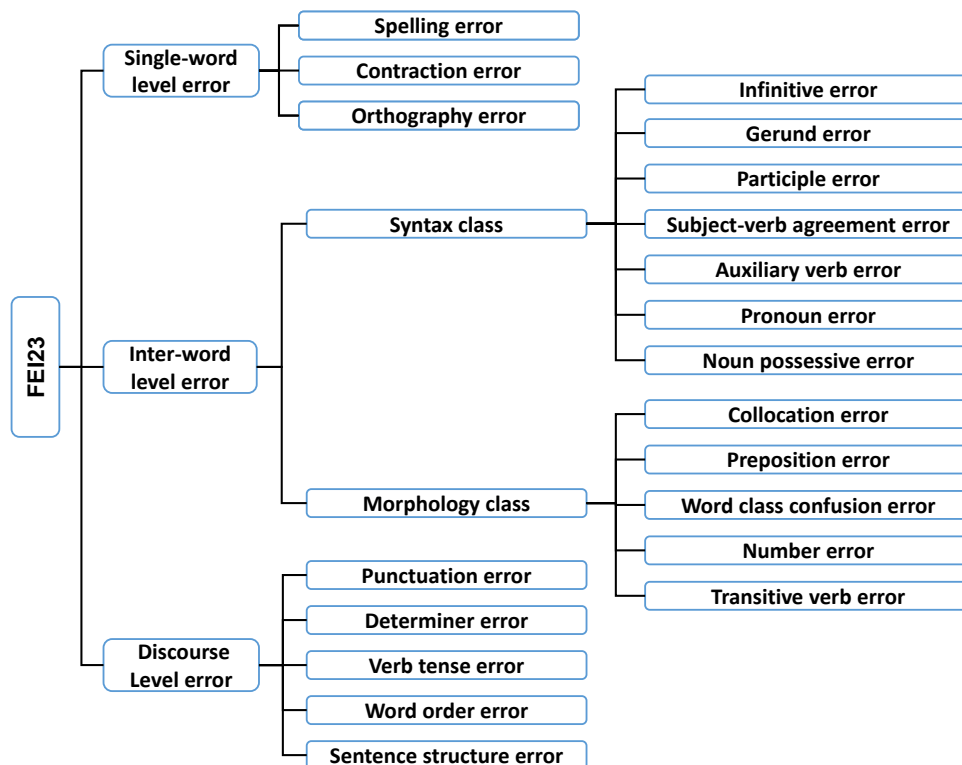 FEI23
Single-word
level error
Spelling error
Contraction error
Orthography error
Inter-word
level error
Syntax class
Infinitive error
Gerund error
Participle error
Subject-verb agreement error
Auxiliary verb error
Pronoun error
Noun possessive error
Morphology class
Collocation error
Preposition error
Word class confusion error
Number error
Transitive verb error
Discourse
Level error
Punctuation error
Determiner error
Verb tense error
Word order error
Sentence structure error